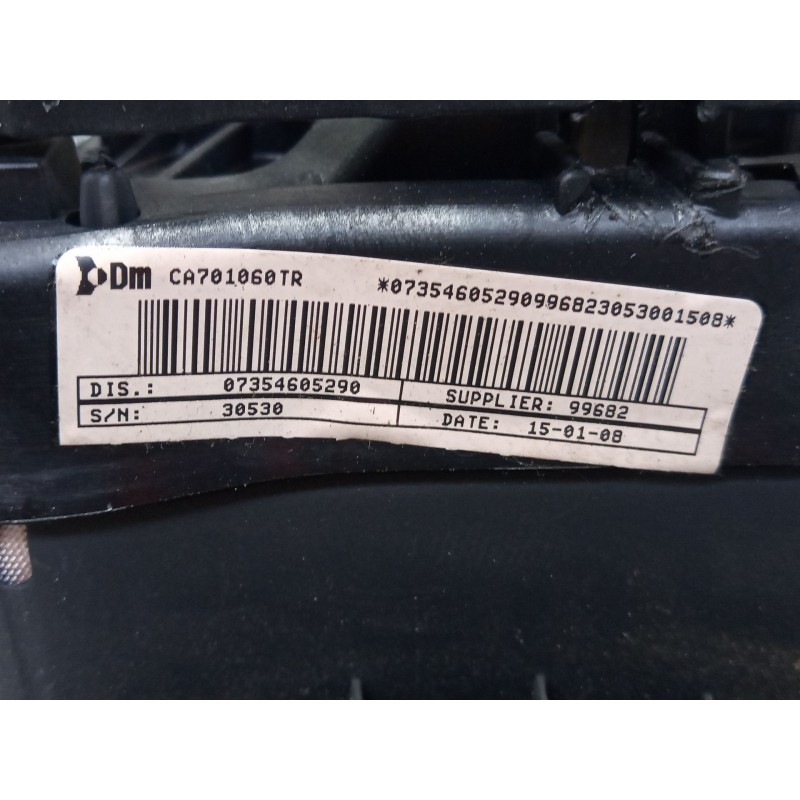 Dm CA701060TR *07354605290996823053001508*
DIS.: 07354605290 SUPPLIER: 99682
S/N: 30530 DATE: 15-01-08